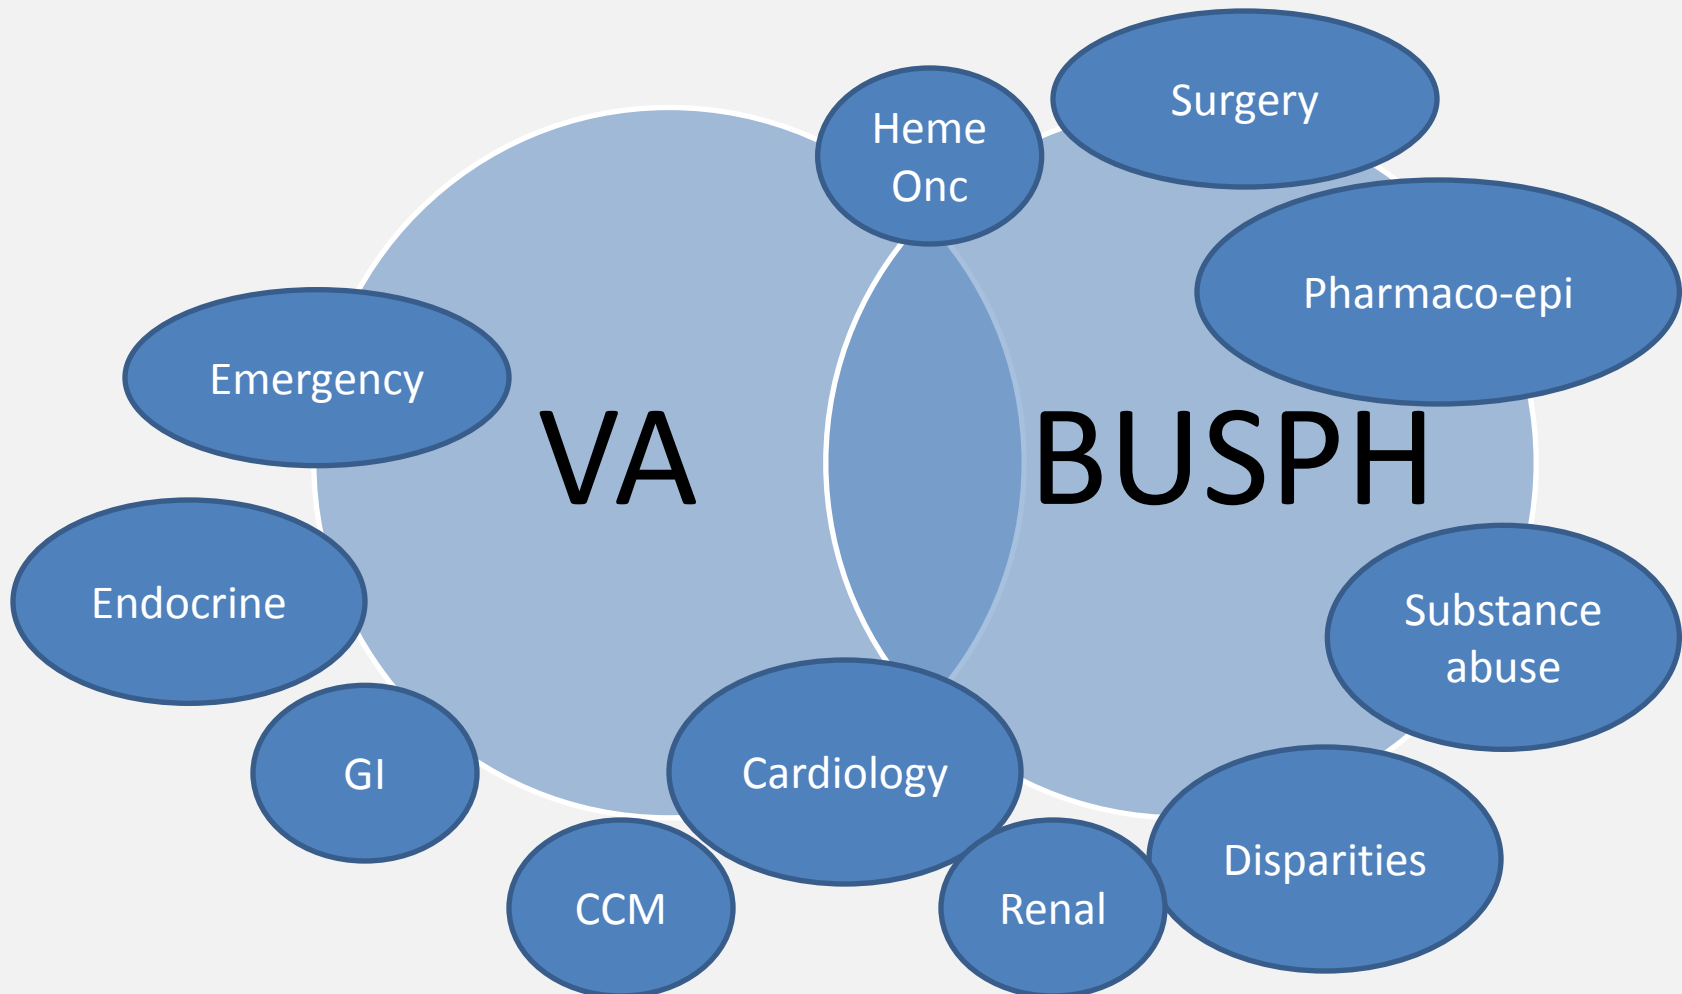 Surgery
Heme
Onc
Pharmaco-epi
Emergency
VA
BUSPH
Endocrine
Substance
abuse
GI
Cardiology
Disparities
CCM
Renal